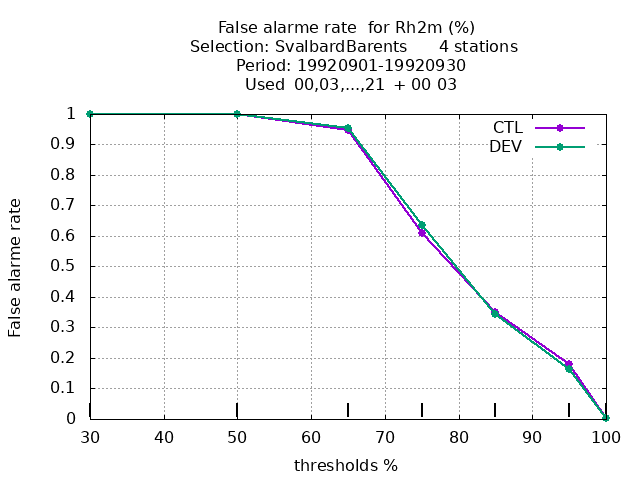 False alarme rate  for Rh2m (%)
Selection: SvalbardBarents      4 stations
Period: 19920901-19920930
Used  00,03,...,21  + 00 03
CTL
DEV
1
0.9
0.8
0.7
0.6
0.5
0.4
0.3
0.2
0.1
0
False alarme rate
30 40 50 60 70 80 90 100
thresholds %